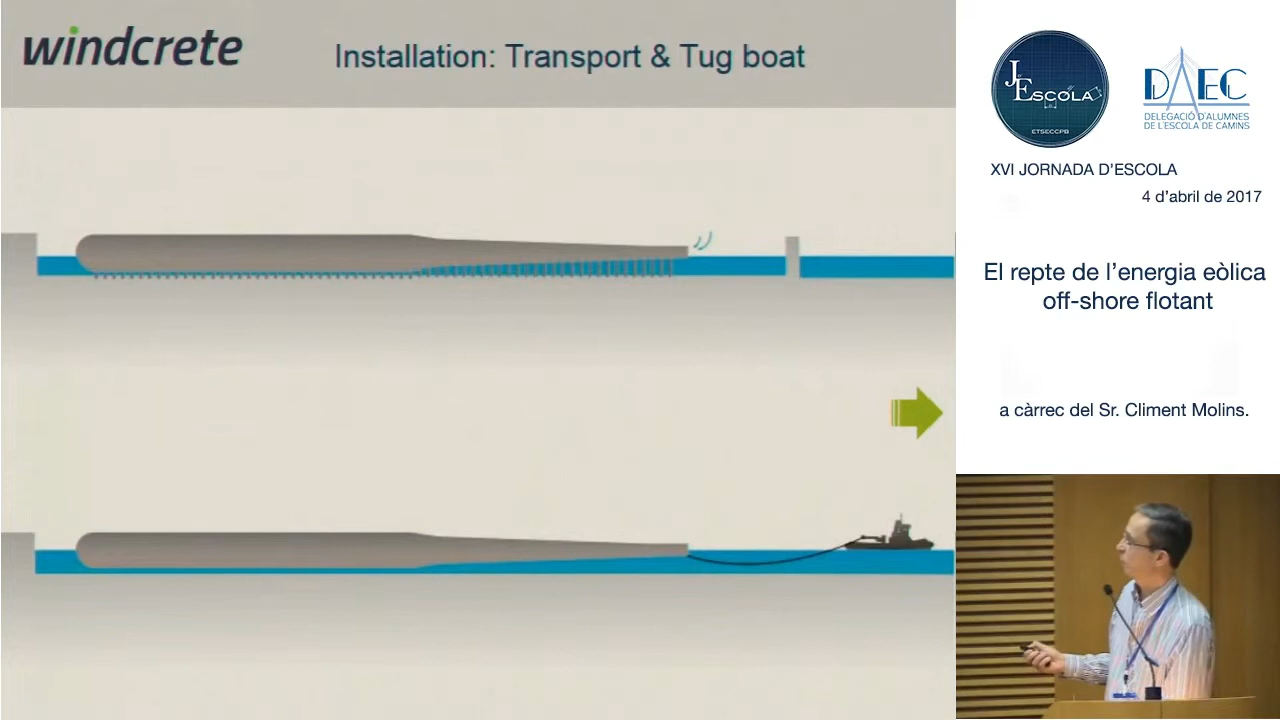 windcrete
Installation: Transport & Tug boat
J
ESCOLA
ETSECCPB
DAEC
DELEGACIÓ D'ALUMNES
DE L'ESCOLA DE CAMINS
XVI JORNADA D'ESCOLA
4 d'abril de 2017
El repte de l'energia eòlica
off-shore flotant
a càrrec del Sr. Climent Molins.